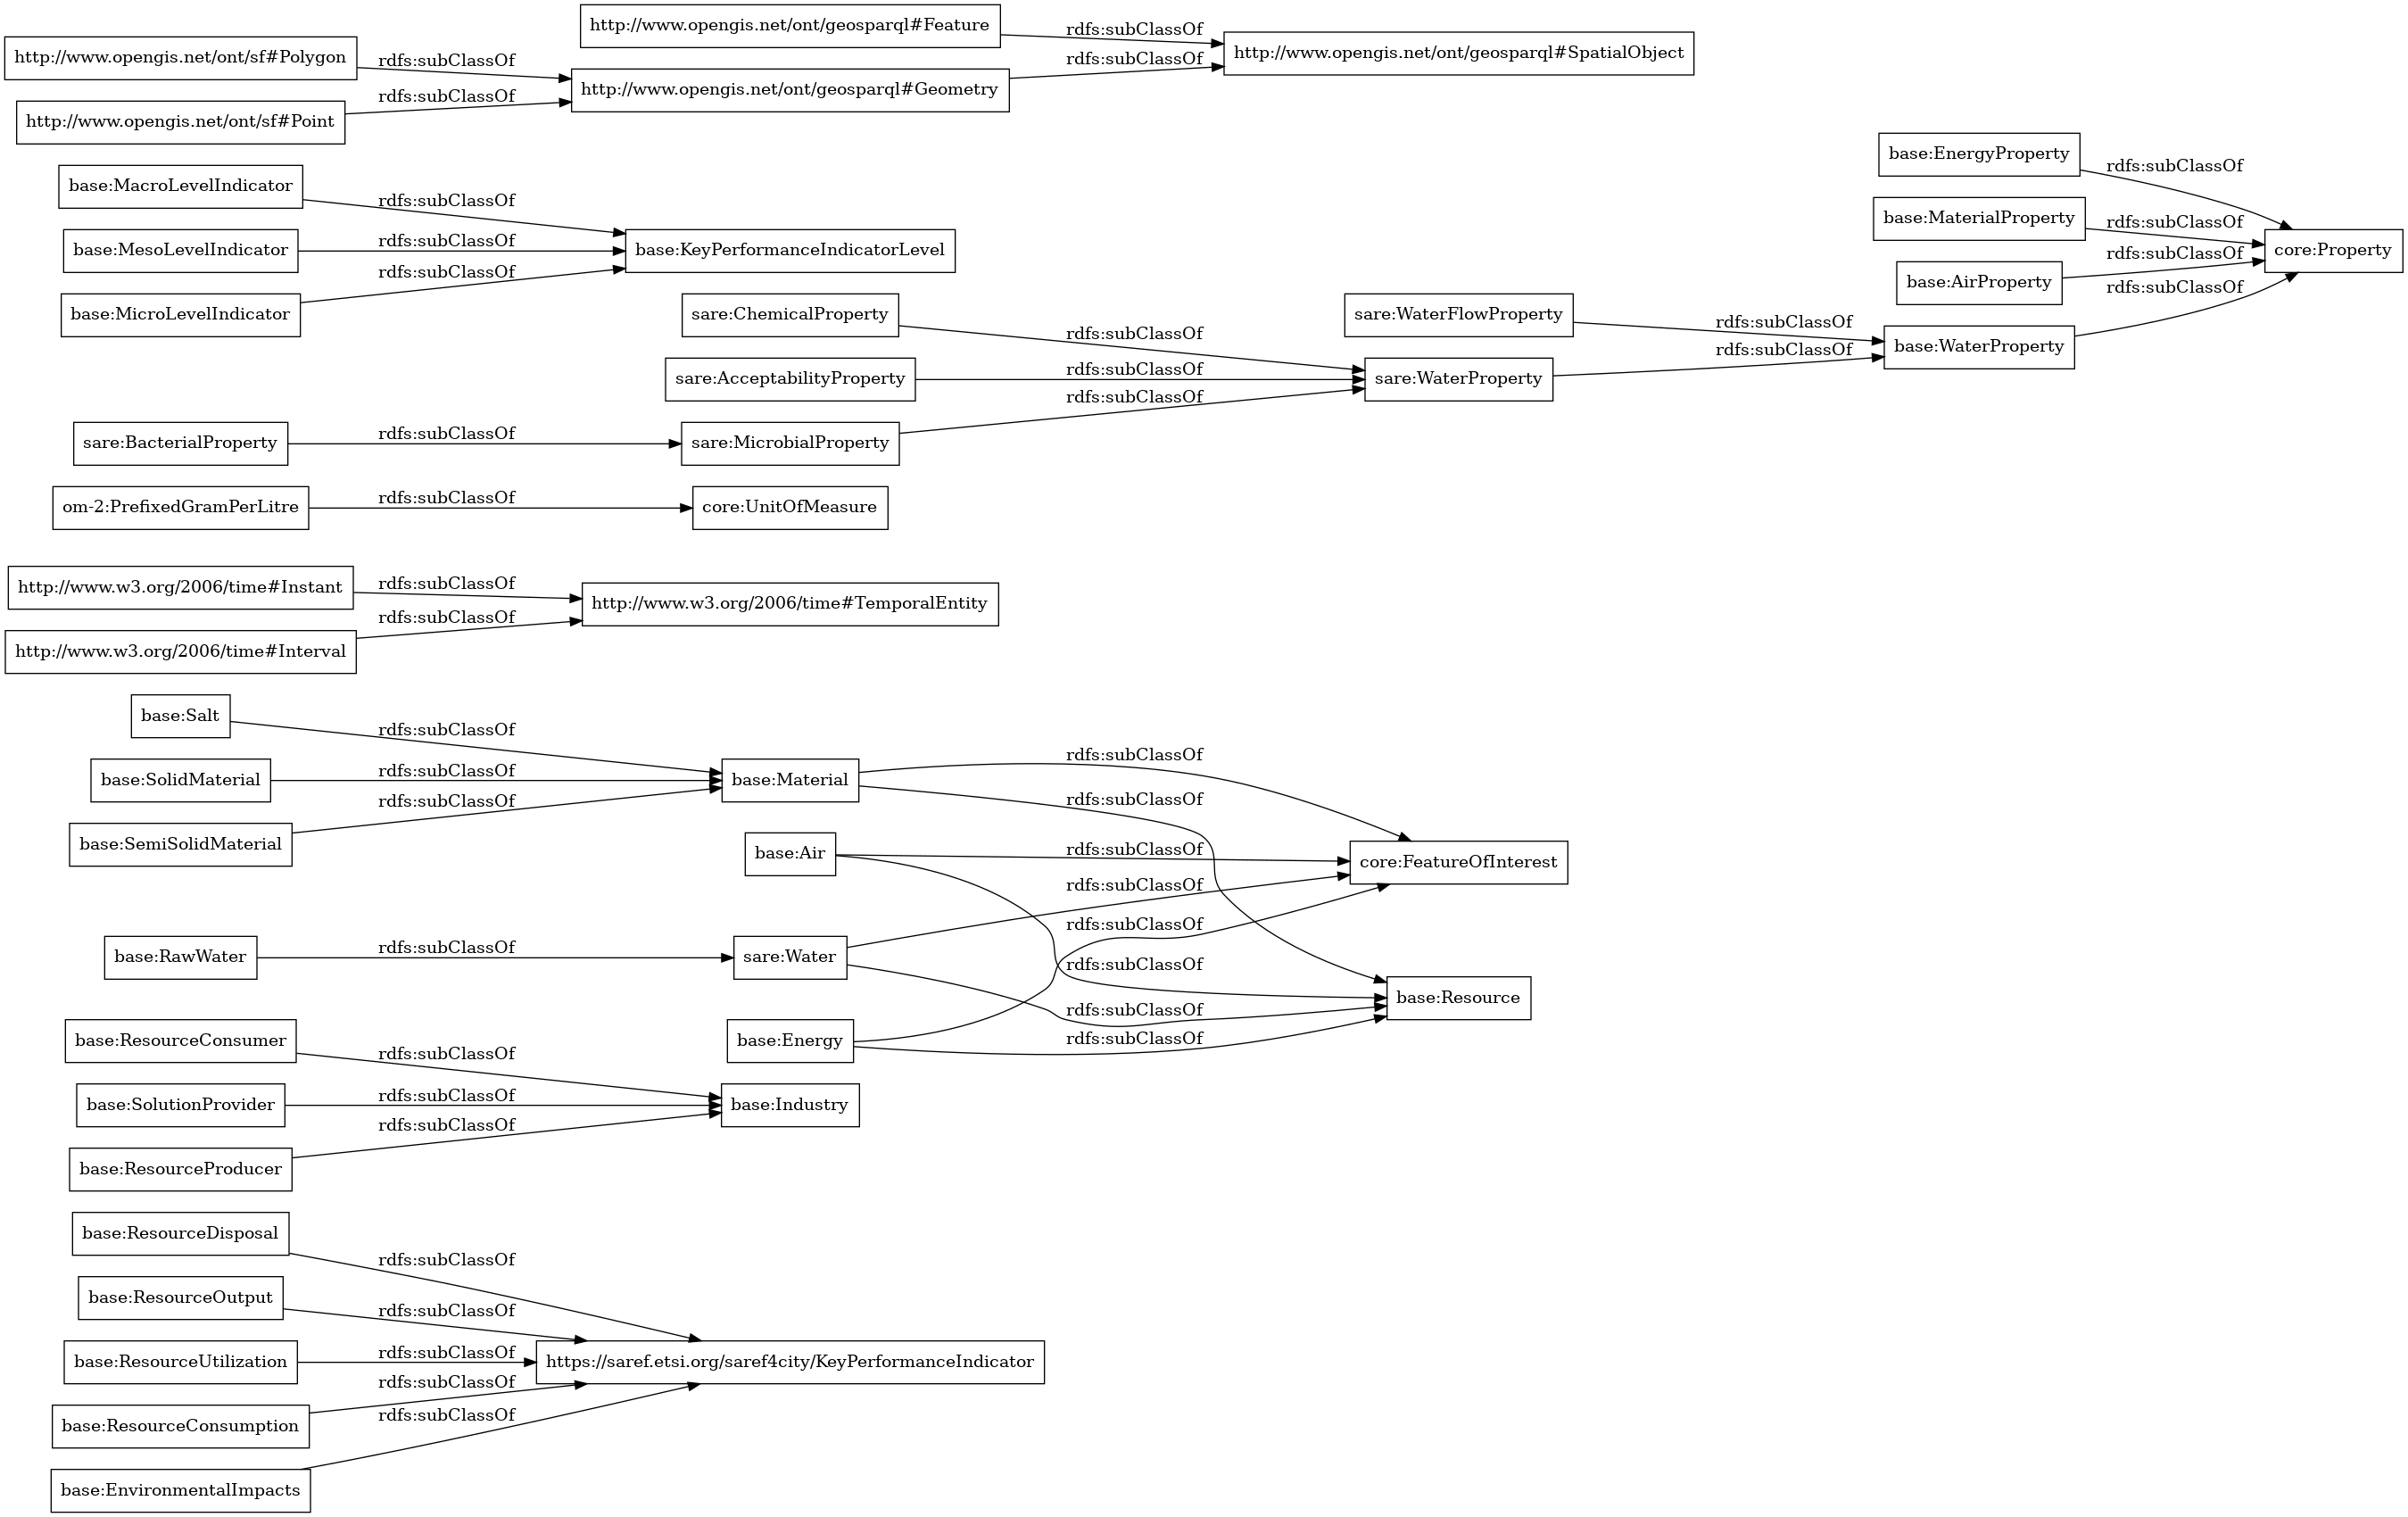 http://www.opengis.net/ont/geosparql#Feature
rdfs:subClassOf
http://www.opengis.net/ont/sf#Polygon
rdfs:subClassOf
http://www.opengis.net/ont/geosparql#SpatialObject
rdfs:subClassOf
http://www.opengis.net/ont/geosparql#Geometry
rdfs:subClassOf
http://www.opengis.net/ont/sf#Point
base:EnergyProperty
rdfs:subClassOf
base:MacroLevelIndicator
rdfs:subClassOf
base:MaterialProperty
rdfs:subClassOf
base:MesoLevelIndicator
rdfs:subClassOf
base:KeyPerformanceIndicatorLevel
core:Property
rdfs:subClassOf
base:AirProperty
rdfs:subClassOf
rdfs:subClassOf
base:MicroLevelIndicator
sare:ChemicalProperty
rdfs:subClassOf
sare:WaterFlowProperty
rdfs:subClassOf
base:WaterProperty
rdfs:subClassOf
sare:AcceptabilityProperty
rdfs:subClassOf
sare:WaterProperty
rdfs:subClassOf
sare:BacterialProperty
rdfs:subClassOf
sare:MicrobialProperty
om-2:PrefixedGramPerLitre
rdfs:subClassOf
core:UnitOfMeasure
http://www.w3.org/2006/time#Instant
rdfs:subClassOf
http://www.w3.org/2006/time#TemporalEntity
rdfs:subClassOf
http://www.w3.org/2006/time#Interval
base:Salt
rdfs:subClassOf
base:SolidMaterial
rdfs:subClassOf
base:Material
rdfs:subClassOf
rdfs:subClassOf
base:SemiSolidMaterial
rdfs:subClassOf
base:Air
rdfs:subClassOf
core:FeatureOfInterest
rdfs:subClassOf
rdfs:subClassOf
base:RawWater
rdfs:subClassOf
sare:Water
rdfs:subClassOf
base:Resource
rdfs:subClassOf
base:ResourceConsumer
rdfs:subClassOf
base:Energy
rdfs:subClassOf
base:SolutionProvider
rdfs:subClassOf
base:Industry
rdfs:subClassOf
base:ResourceProducer
base:ResourceDisposal
rdfs:subClassOf
base:ResourceOutput
rdfs:subClassOf
base:ResourceUtilization
rdfs:subClassOf
https://saref.etsi.org/saref4city/KeyPerformanceIndicator
rdfs:subClassOf
base:ResourceConsumption
rdfs:subClassOf
base:EnvironmentalImpacts